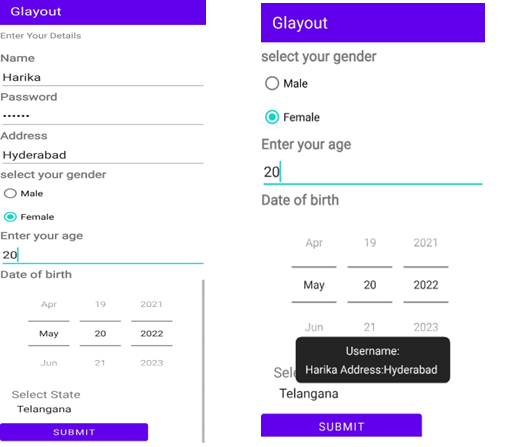 Glayout
Enter Your Details
Name
Harika
Password
••••••
Address
Hyderabad
select your gender
Male
Female
Enter your age
20
Date of birth
Apr 19 2021
May 20 2022
Jun 21 2023
Select State
Telangana
SUBMIT
Glayout
select your gender
Male
Female
Enter your age
20
Date of birth
Apr 19 2021
May 20 2022
Jun 21 2023
Username:
Harika Address:Hyderabad
Telangana
SUBMIT